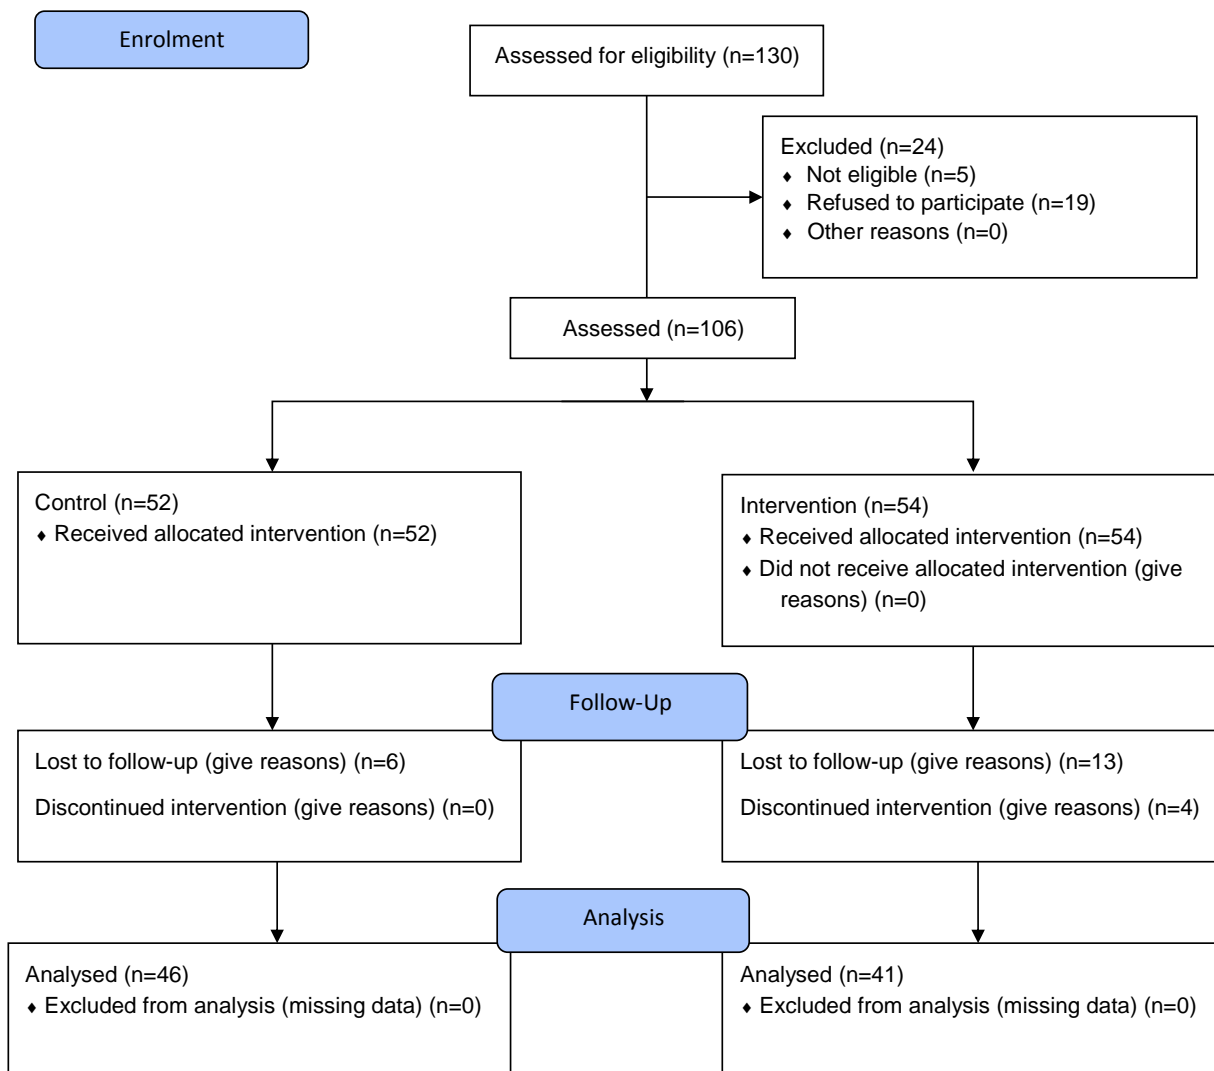 Enrolment
Assessed for eligibility (n=130)
Excluded (n=24)
♦ Not eligible (n=5)
♦ Refused to participate (n=19)
♦ Other reasons (n=0)
Assessed (n=106)
Control (n=52)
♦ Received allocated intervention (n=52)
Intervention (n=54)
♦ Received allocated intervention (n=54)
♦ Did not receive allocated intervention (give
reasons) (n=0)
Follow-Up
Lost to follow-up (give reasons) (n=6)
Discontinued intervention (give reasons) (n=0)
Lost to follow-up (give reasons) (n=13)
Discontinued intervention (give reasons) (n=4)
Analysis
Analysed (n=46)
♦ Excluded from analysis (missing data) (n=0)
Analysed (n=41)
♦ Excluded from analysis (missing data) (n=0)